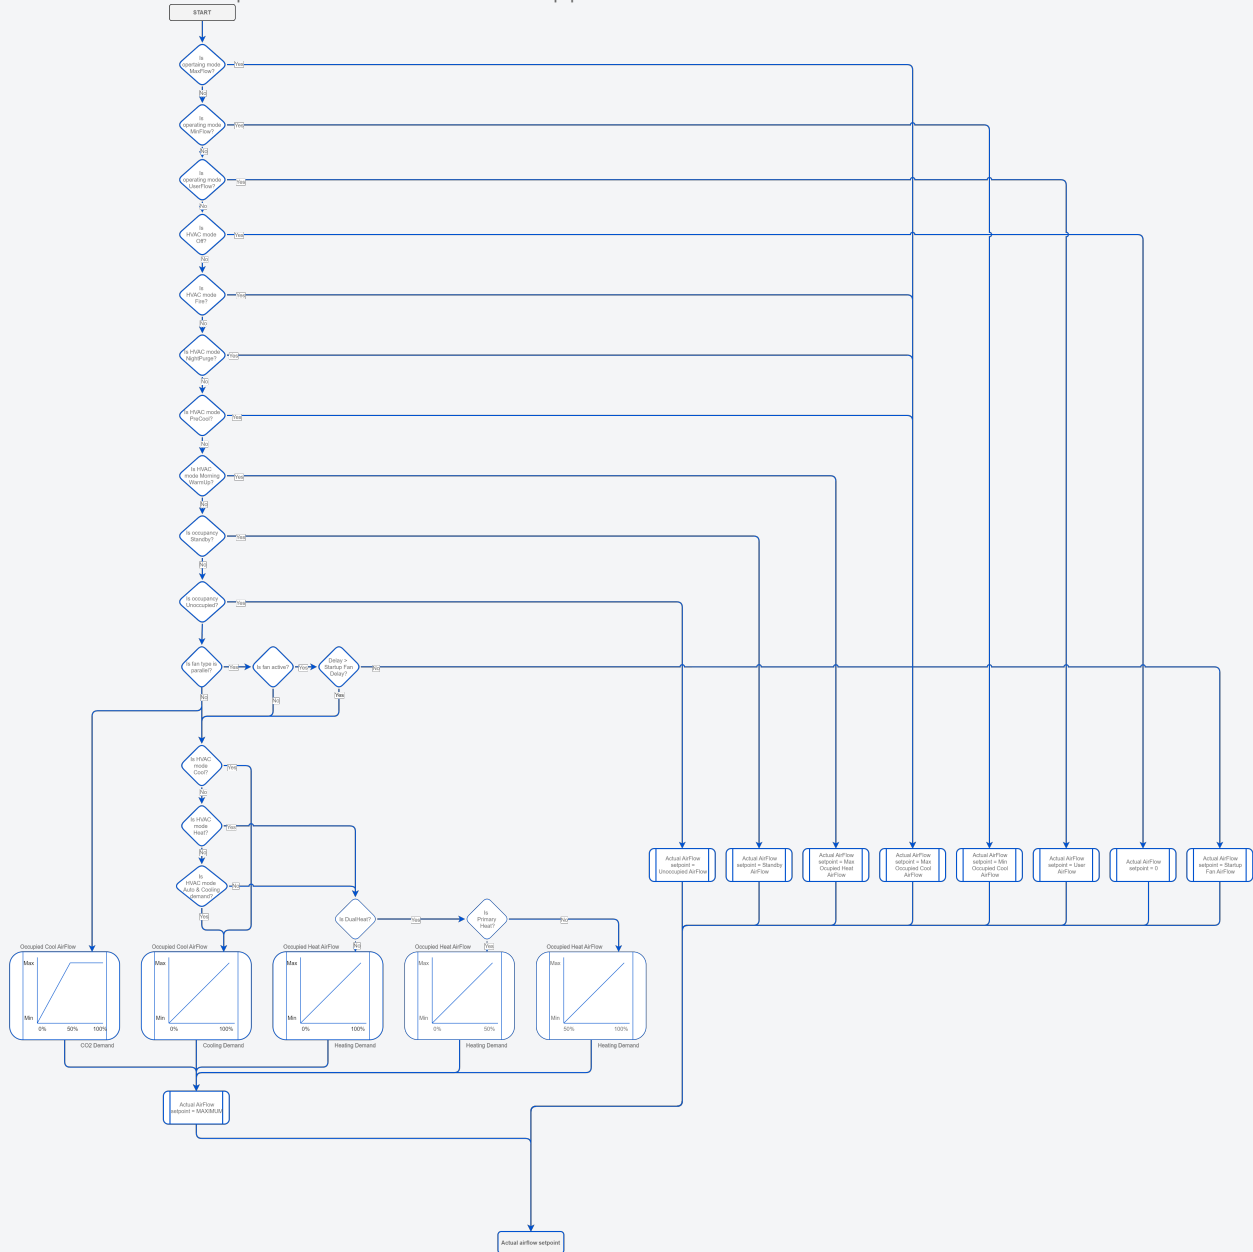 START
Is
opertaing mode
MaxFlow?
Yes
No
Is
operating mode
MinFlow?
Yes
No
Is
operating mode
UserFlow?
Yes
No
Is
HVAC mode
Off?
Yes
No
Is
HVAC mode
Fire?
Yes
No
Is HVAC mode
NightPurge?
Yes
No
Is HVAC mode
PreCool?
Yes
No
Is HVAC
mode Morning
WarmUp?
Yes
No
Is occupancy
Standby?
Yes
No
Is occupancy
Unoccupied?
Yes
Is fan type is
parallel?
Yes
Is fan active?
Yes
Delay >
Startup Fan
Delay?
No
No
No
Yes
Is HVAC
mode
Cool?
Yes
No
Is HVAC
mode
Heat?
Yes
No
Is
HVAC mode
Auto & Cooling
demand?
No
Yes
Actual AirFlow
setpoint =
Unoccupied AirFlow
Actual AirFlow
setpoint = Standby
AirFlow
Actual AirFlow
setpoint = Max
Ocupied Heat
AirFlow
Actual AirFlow
setpoint = Max
Occupied Cool
AirFlow
Actual AirFlow
setpoint = Min
Occupied Cool
AirFlow
Actual AirFlow
setpoint = User
AirFlow
Actual AirFlow
setpoint = 0
Actual AirFlow
setpoint = Startup
Fan AirFlow
Is DualHeat?
Yes
Is
Primary
Heat?
No
No
Yes
Occupied Cool AirFlow
Max
Min
0% 50% 100%
CO2 Demand
Occupied Cool AirFlow
Max
Min
0% 100%
Cooling Demand
Occupied Heat AirFlow
Max
Min
0% 100%
Heating Demand
Occupied Heat AirFlow
Max
Min
0% 50%
Heating Demand
Occupied Heat AirFlow
Max
Min
50% 100%
Heating Demand
Actual AirFlow
setpoint = MAXIMUM
Actual airflow setpoint